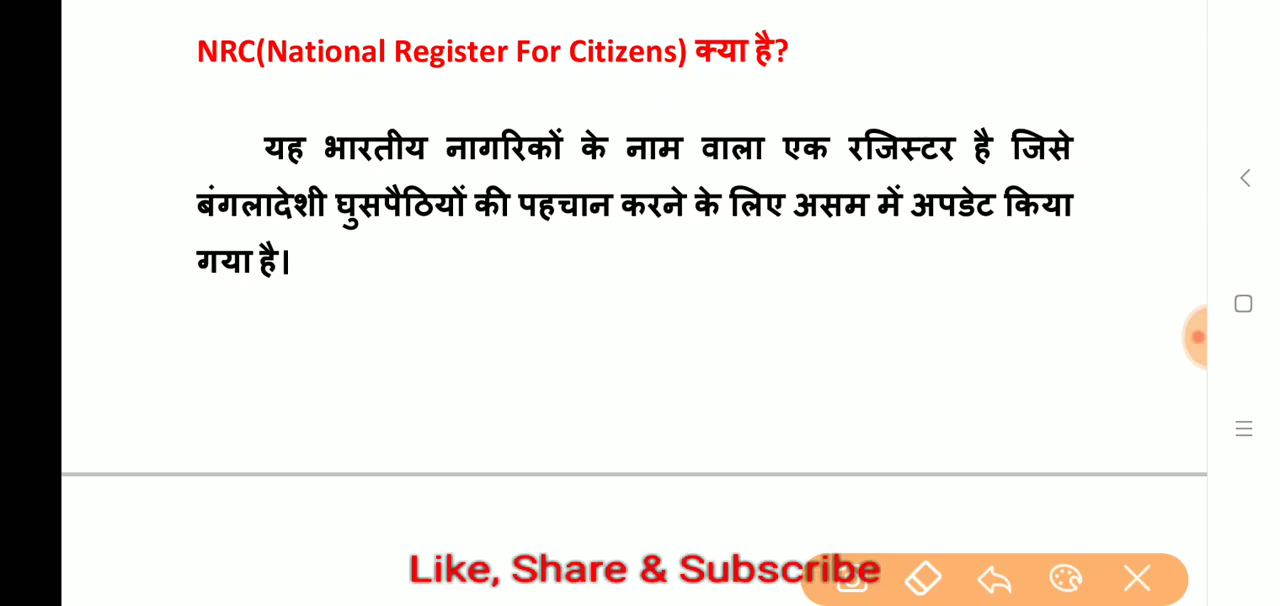 NRC(National Register For Citizens) क्या है?
यह भारतीय नागरिकों के नाम वाला एक रजिस्टर है जिसे
बंगलादेशी घुसपैठियों की पहचान करने के लिए असम में अपडेट किया
गया है।
Like, Share & Subscribe